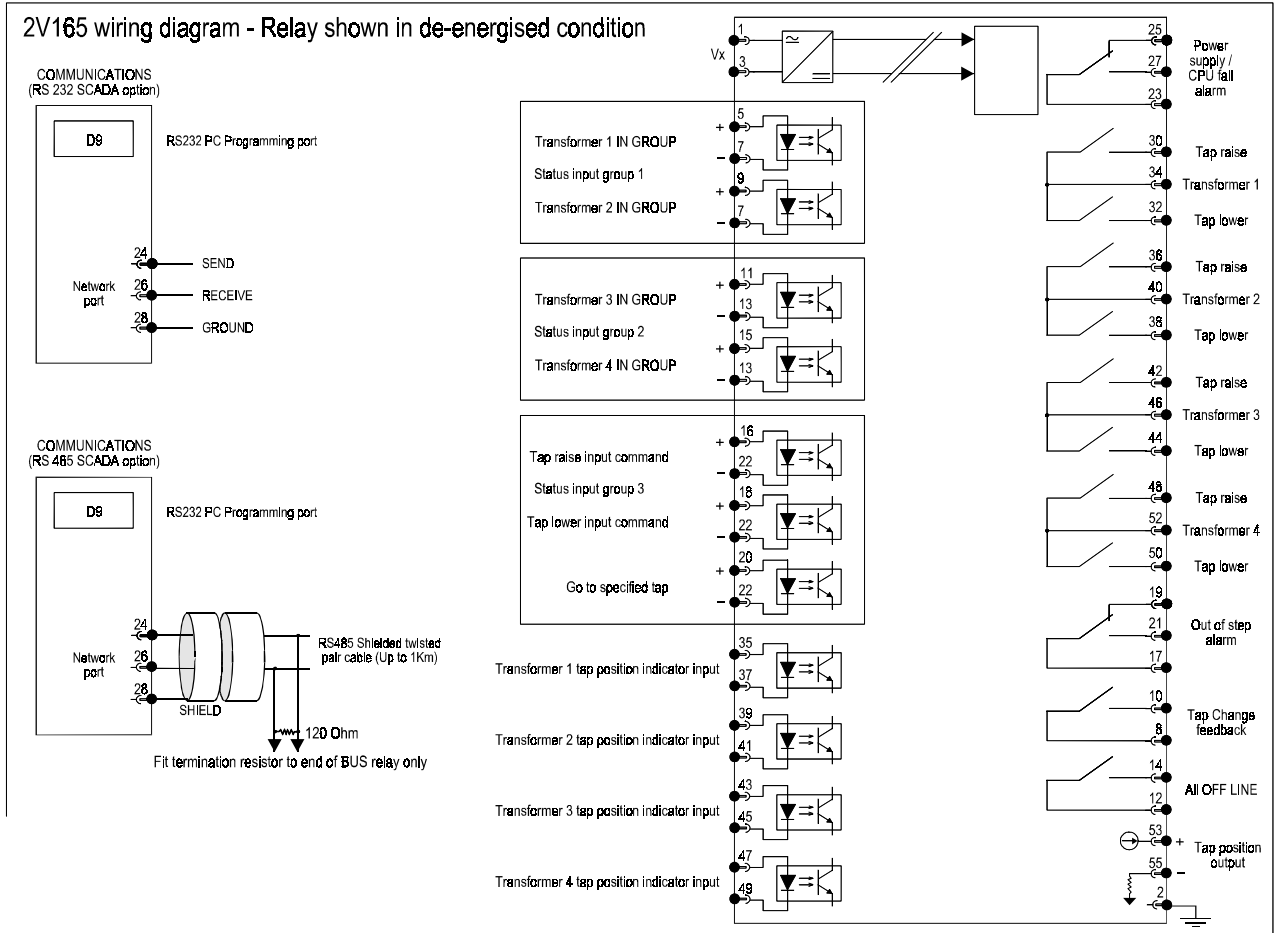 2V165 wiring diagram - Relay shown in de-energised condition
COMMUNICATIONS
(RS 232 SCADA option)
D9
RS232 PC Programming port
24
SEND
Network
port
26
RECEIVE
28
GROUND
COMMUNICATIONS
(RS 485 SCADA option)
D9
RS232 PC Programming port
24
Network
port
26
28
SHIELD
RS485 Shielded twisted
pair cable (Up to 1Km)
120 Ohm
Fit termination resistor to end of BUS relay only
Vx
1
3
Transformer 1 IN GROUP
+ 5
- 7
Status input group 1
Transformer 2 IN GROUP
+ 9
- 7
Transformer 3 IN GROUP
+ 11
- 13
Status input group 2
Transformer 4 IN GROUP
+ 15
- 13
Tap raise input command
+ 16
- 22
Status input group 3
Tap lower input command
+ 18
- 22
Go to specified tap
+ 20
- 22
Transformer 1 tap position indicator input
35
37
Transformer 2 tap position indicator input
39
41
Transformer 3 tap position indicator input
43
45
Transformer 4 tap position indicator input
47
49
25
27
23
Power
supply /
CPU fail
alarm
30 Tap raise
34 Transformer 1
32 Tap lower
36 Tap raise
40 Transformer 2
38 Tap lower
42 Tap raise
46 Transformer 3
44 Tap lower
48 Tap raise
52 Transformer 4
50 Tap lower
19
21
17
Out of step
alarm
10
8
Tap Change
feedback
14
12
All OFF LINE
53 +
55 -
Tap position
output
2